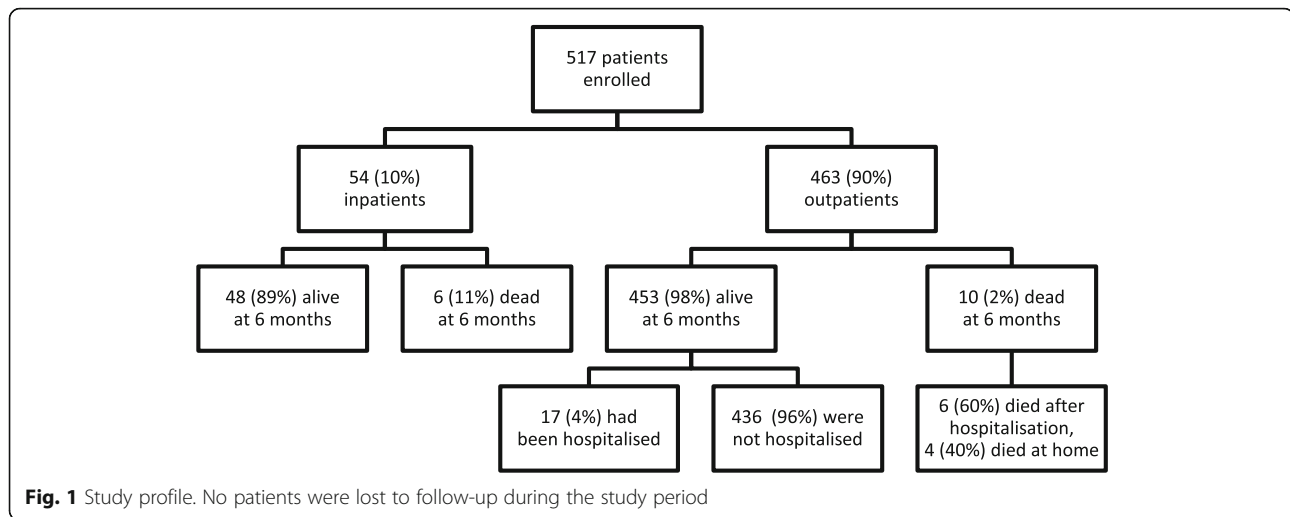 517 patients
enrolled
54 (10%)
inpatients
463 (90%)
outpatients
48 (89%) alive
at 6 months
6 (11%) dead
at 6 months
453 (98%) alive
at 6 months
10 (2%) dead
at 6 months
17 (4%) had
been hospitalised
436 (96%) were
not hospitalised
6 (60%) died after
hospitalisation,
4 (40%) died at home
Fig. 1 Study profile. No patients were lost to follow-up during the study period